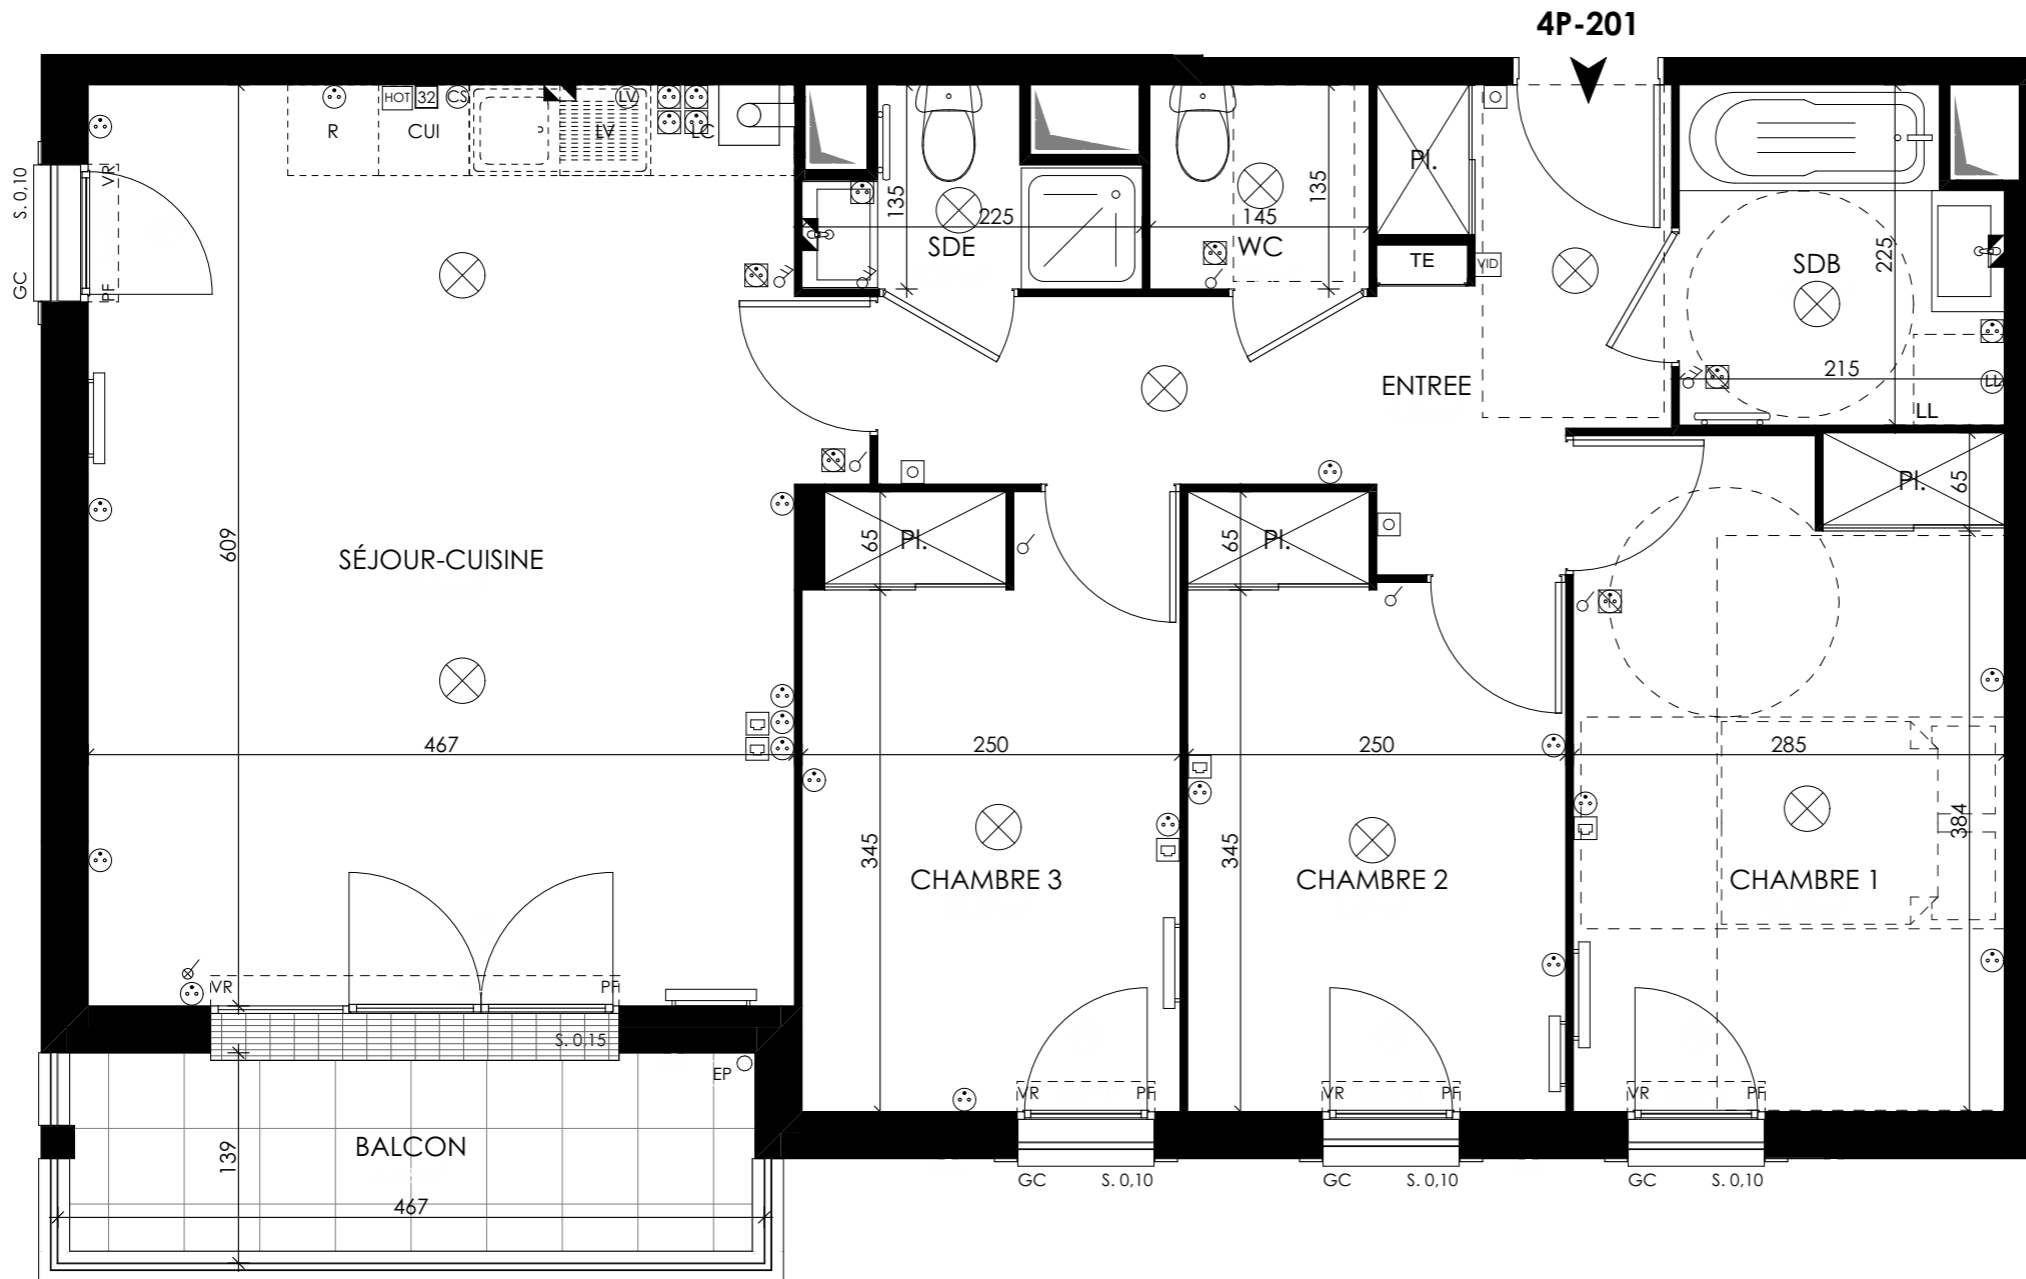 4P-201
HOT
32
CS
LV
R
CUI
LV
LC
VR
S. 0,10
GC
PF
135
225
SDE
135
145
WC
Pl.
TE
VID
SDB
225
215
LL
LL
ENTREE
Pl.
65
609
SÉJOUR-CUISINE
65
Pl.
65
Pl.
467
250
250
285
345
CHAMBRE 3
345
CHAMBRE 2
384
CHAMBRE 1
VR
PF
S. 0,15
EP
VR
PF
VR
PF
VR
PF
BALCON
139
467
GC
S. 0,10
GC
S. 0,10
GC
S. 0,10